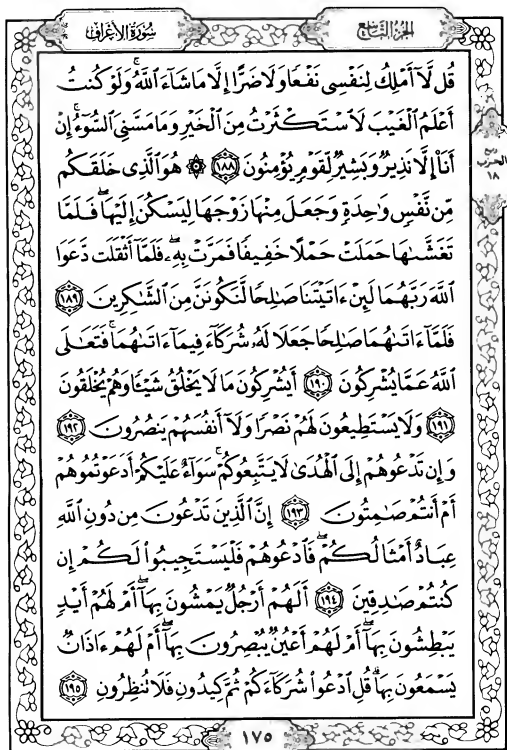 سُورَةُ الأَعْرَافِ
الجُزْءُ التَّاسِعُ
قُل لَّآ أَمْلِكُ لِنَفْسِى نَفْعًا وَلَا ضَرًّا إِلَّا مَا شَآءَ ٱللَّهُ ۚ وَلَوْ كُنتُ
أَعْلَمُ ٱلْغَيْبَ لَٱسْتَكْثَرْتُ مِنَ ٱلْخَيْرِ وَمَا مَسَّنِىَ ٱلسُّوٓءُ ۚ إِنْ
أَنَا۠ إِلَّا نَذِيرٌ وَبَشِيرٌ لِّقَوْمٍ يُؤْمِنُونَ ١٨٨ ۞ هُوَ ٱلَّذِى خَلَقَكُم
مِّن نَّفْسٍ وَٰحِدَةٍ وَجَعَلَ مِنْهَا زَوْجَهَا لِيَسْكُنَ إِلَيْهَا ۖ فَلَمَّا
تَغَشَّىٰهَا حَمَلَتْ حَمْلًا خَفِيفًا فَمَرَّتْ بِهِۦ ۖ فَلَمَّآ أَثْقَلَت دَّعَوَا
ٱللَّهَ رَبَّهُمَا لَئِنْ ءَاتَيْتَنَا صَٰلِحًا لَّنَكُونَنَّ مِنَ ٱلشَّٰكِرِينَ ١٨٩
فَلَمَّآ ءَاتَىٰهُمَا صَٰلِحًا جَعَلَا لَهُۥ شُرَكَآءَ فِيمَآ ءَاتَىٰهُمَا ۚ فَتَعَٰلَى
ٱللَّهُ عَمَّا يُشْرِكُونَ ١٩٠ أَيُشْرِكُونَ مَا لَا يَخْلُقُ شَيْـًٔا وَهُمْ يُخْلَقُونَ
١٩١ وَلَا يَسْتَطِيعُونَ لَهُمْ نَصْرًا وَلَآ أَنفُسَهُمْ يَنصُرُونَ ١٩٢
وَإِن تَدْعُوهُمْ إِلَى ٱلْهُدَىٰ لَا يَتَّبِعُوكُمْ ۚ سَوَآءٌ عَلَيْكُمْ أَدَعَوْتُمُوهُمْ
أَمْ أَنتُمْ صَٰمِتُونَ ١٩٣ إِنَّ ٱلَّذِينَ تَدْعُونَ مِن دُونِ ٱللَّهِ
عِبَادٌ أَمْثَالُكُمْ ۖ فَٱدْعُوهُمْ فَلْيَسْتَجِيبُوا۟ لَكُمْ إِن
كُنتُمْ صَٰدِقِينَ ١٩٤ أَلَهُمْ أَرْجُلٌ يَمْشُونَ بِهَآ ۖ أَمْ لَهُمْ أَيْدٍ
يَبْطِشُونَ بِهَآ ۖ أَمْ لَهُمْ أَعْيُنٌ يُبْصِرُونَ بِهَآ ۖ أَمْ لَهُمْ ءَاذَانٌ
يَسْمَعُونَ بِهَا ۗ قُلِ ٱدْعُوا۟ شُرَكَآءَكُمْ ثُمَّ كِيدُونِ فَلَا تُنظِرُونِ ١٩٥
ربع
الحزب
١٨
١٧٥